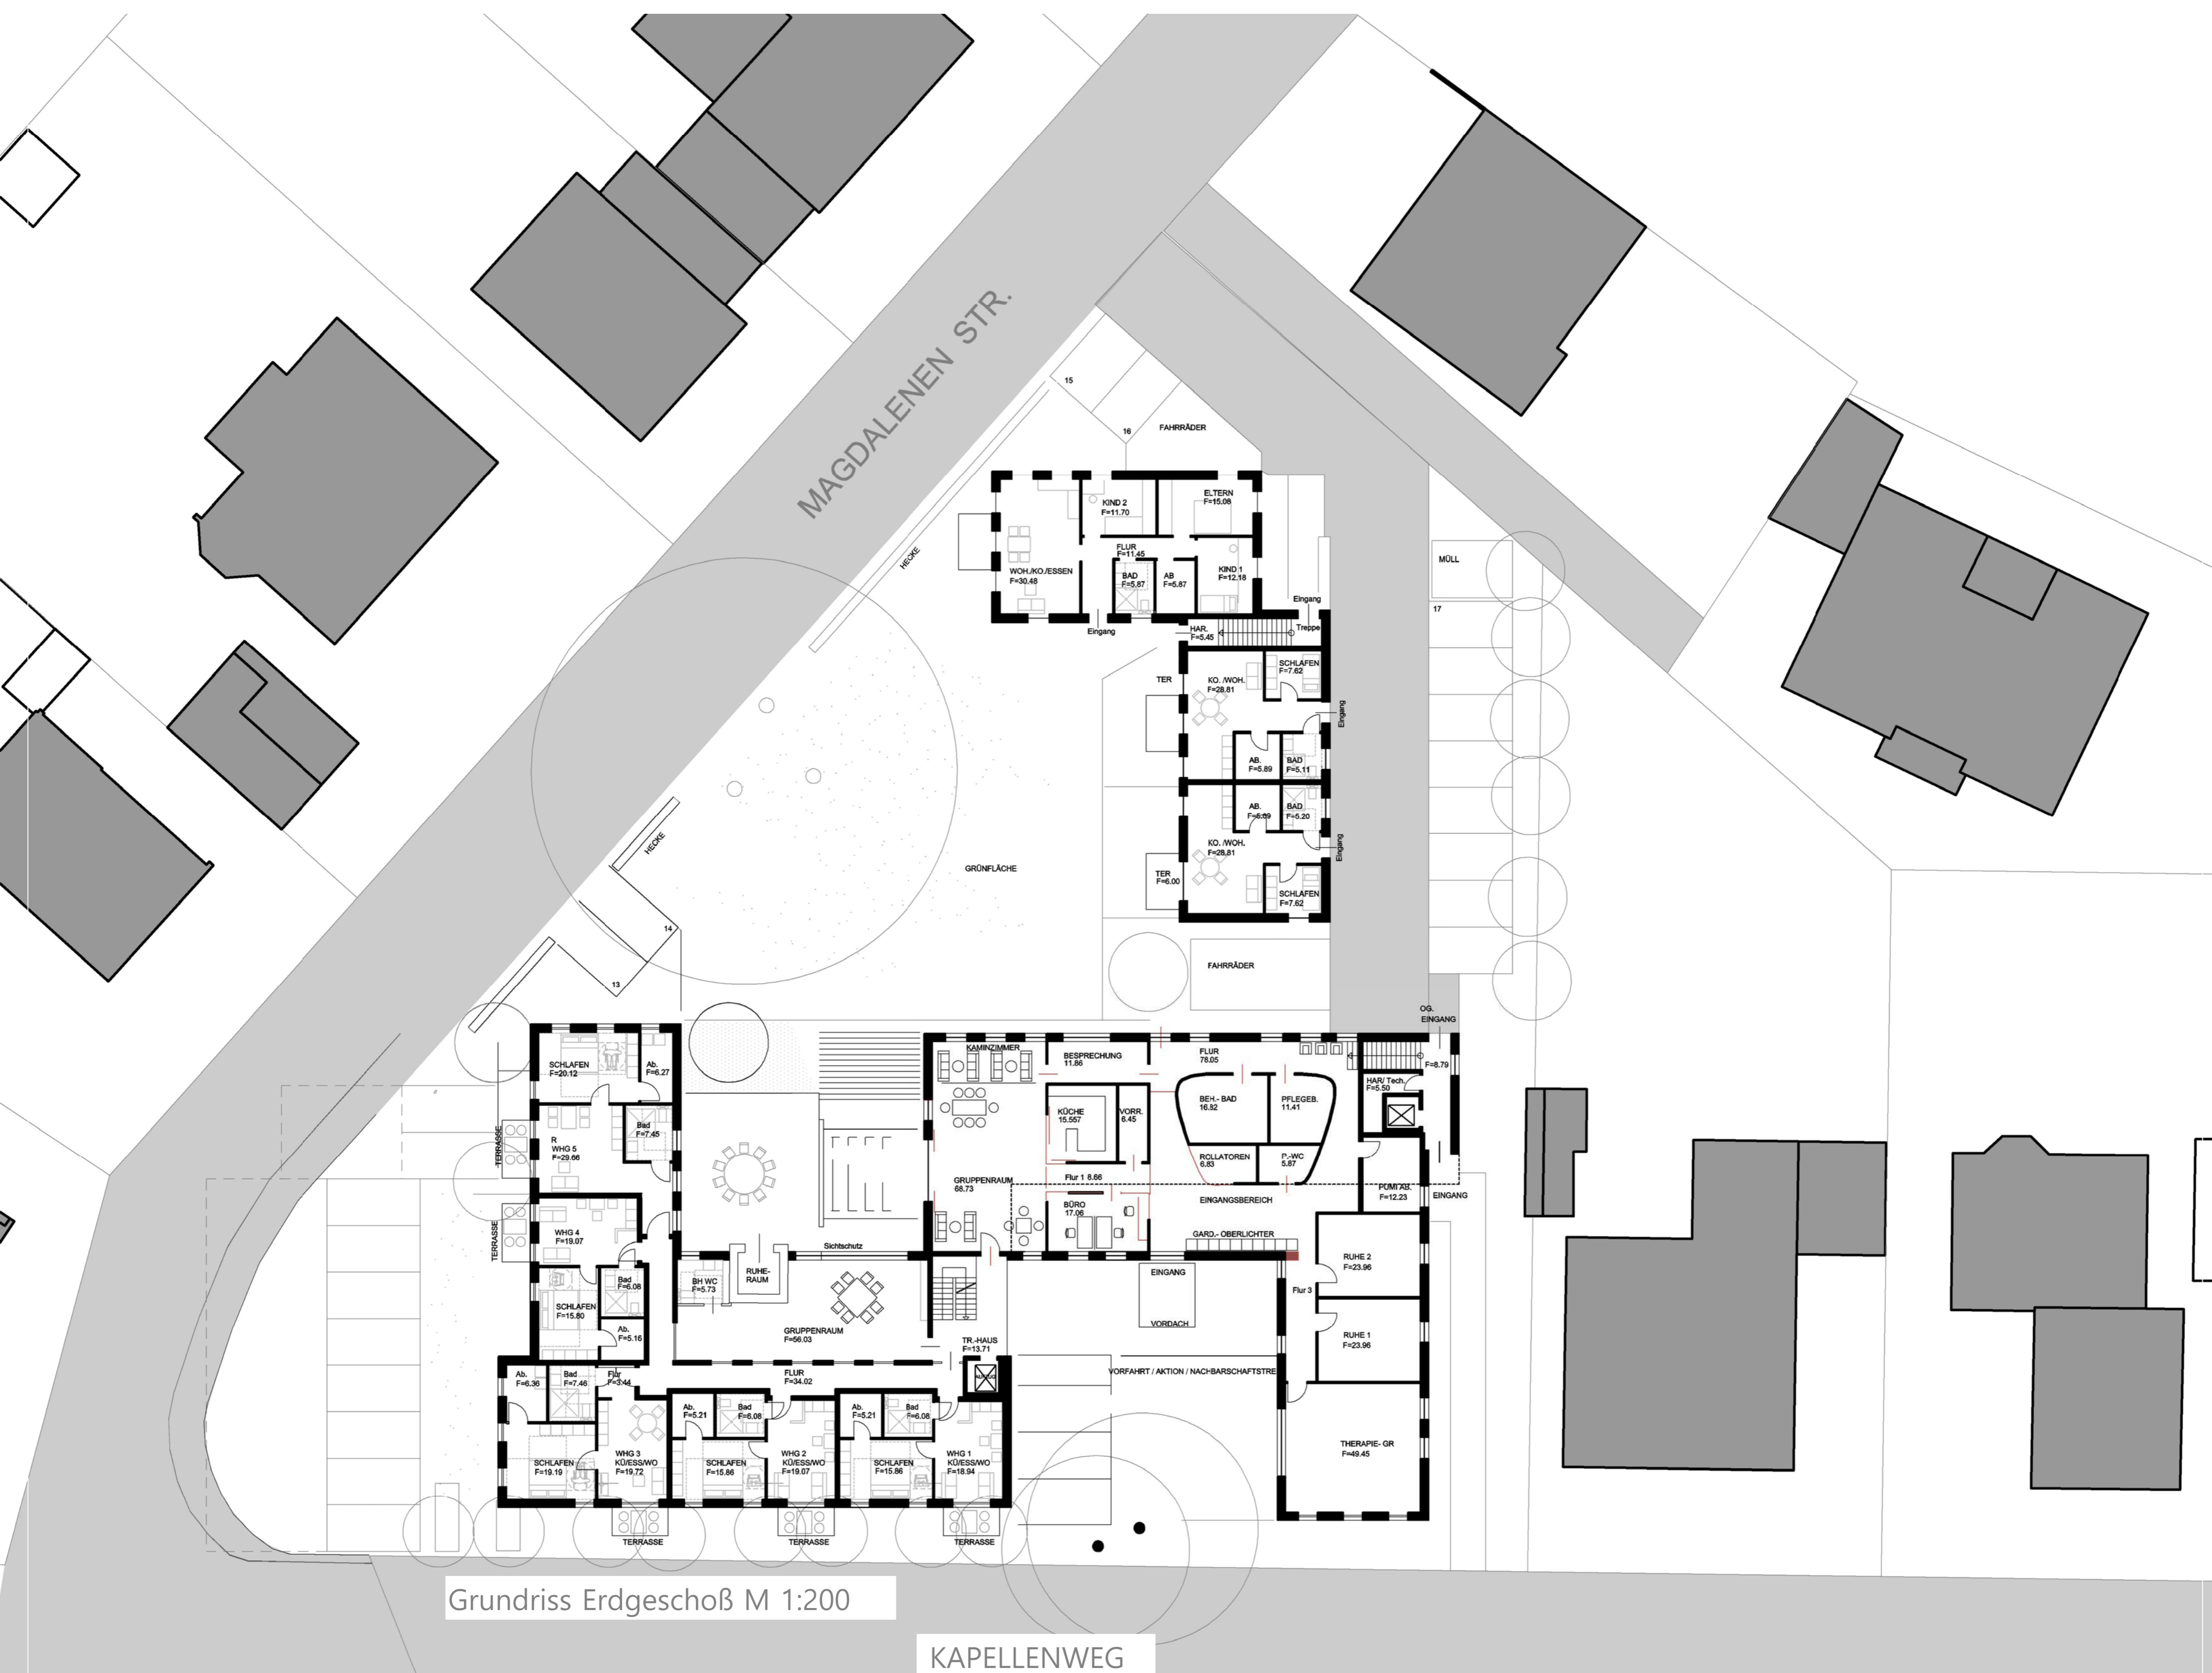 MAGDALENEN STR.
15
16
FAHRRÄDER
HECKE
KIND 2
F=11.70
ELTERN
F=15.08
FLUR
F=11.45
WOH./KO./ESSEN
F=30.48
BAD
F=5.87
AB
F=5.87
KIND 1
F=12.18
Eingang
Eingang
MÜLL
17
HAR.
F=5.45
Treppe
TER
KO. /WOH.
F=28.81
SCHLAFEN
F=7.62
Eingang
AB.
F=5.89
BAD
F=5.11
AB.
BAD
F=5.20
KO. /WOH.
F=28.81
Eingang
TER
F=6.00
SCHLAFEN
F=7.62
HECKE
GRÜNFLÄCHE
14
13
FAHRRÄDER
OG.
EINGANG
SCHLAFEN
F=20.12
Ab.
F=6.27
KAMINZIMMER
BESPRECHUNG
11.86
FLUR
78.05
F=8.79
HAR/ Tech.
F=5.50
KÜCHE
15.557
VORR.
6.45
BEH.- BAD
16.82
PFLEGEB.
11.41
TERRASSE
Bad
F=7.45
R
WHG 5
F=29.66
ROLLATOREN
6.83
P.-WC
5.87
GRUPPENRAUM
68.73
Flur 1 8.66
PUMI AB.
F=12.23
EINGANG
EINGANGSBEREICH
BÜRO
17.06
TERRASSE
WHG 4
F=19.07
Sichtschutz
GARD.- OBERLICHTER
BH WC
F=5.73
RUHE-
RAUM
EINGANG
RUHE 2
F=23.96
Flur 3
Bad
F=6.08
SCHLAFEN
F=15.80
VORDACH
Ab.
F=5.16
GRUPPENRAUM
F=56.03
TR.-HAUS
F=13.71
RUHE 1
F=23.96
VORFAHRT / AKTION / NACHBARSCHAFTSTRE
Ab.
F=6.36
Bad
F=7.46
Flur
F=3.44
FLUR
F=34.02
Ab.
F=5.21
Bad
F=6.08
Ab.
F=5.21
Bad
F=6.08
THERAPIE- GR
F=49.45
SCHLAFEN
F=19.19
WHG 3
KÜ/ESS/WO
F=19.72
SCHLAFEN
F=15.86
WHG 2
KÜ/ESS/WO
F=19.07
SCHLAFEN
F=15.86
WHG 1
KÜ/ESS/WO
F=18.94
TERRASSE
TERRASSE
TERRASSE
Grundriss Erdgeschoß M 1:200
KAPELLENWEG